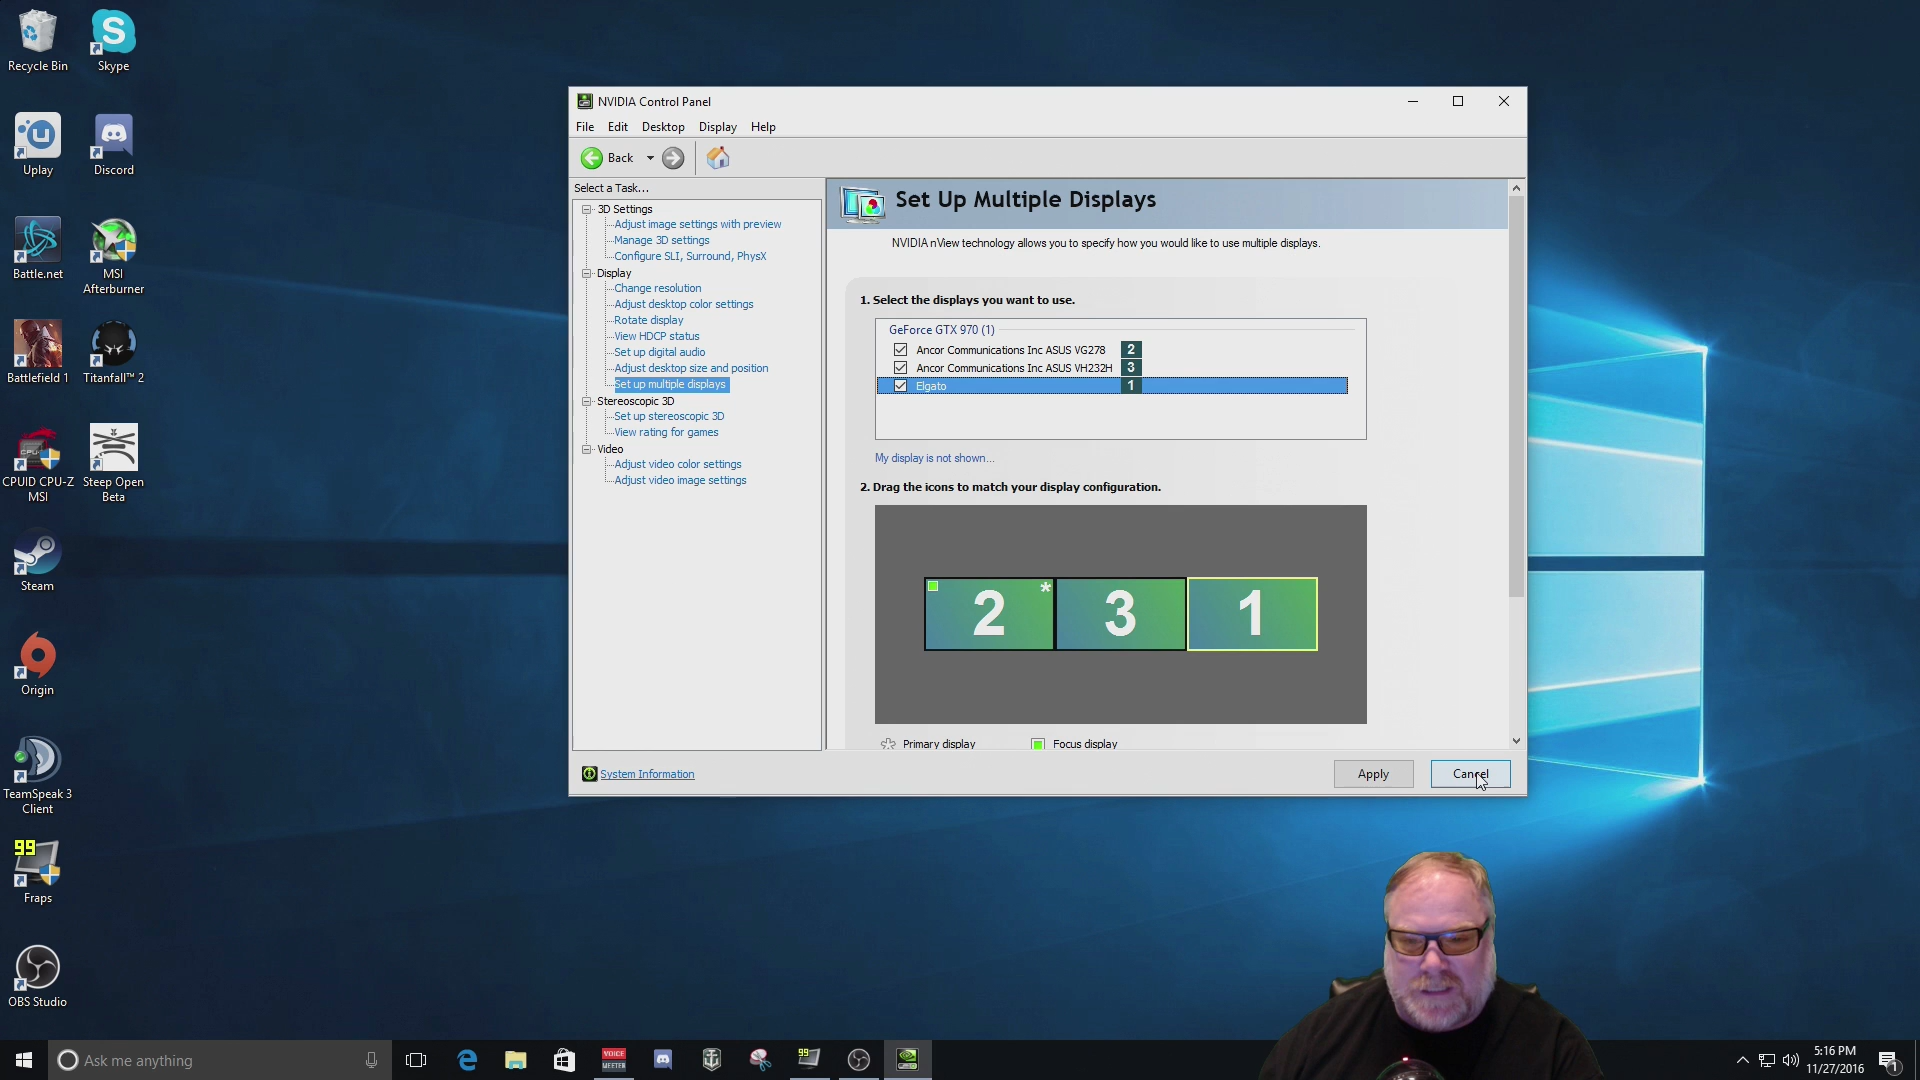 Recycle Bin
Skype
Uplay
Discord
Battle.net
MSI
Afterburner
Battlefield 1
Titanfall™ 2
CPUID CPU-Z
MSI
Steep Open
Beta
Steam
Origin
TeamSpeak 3
Client
99
Fraps
OBS Studio
NVIDIA Control Panel
File Edit Desktop Display Help
Back
Select a Task...
3D Settings
Adjust image settings with preview
Manage 3D settings
Configure SLI, Surround, PhysX
Display
Change resolution
Adjust desktop color settings
Rotate display
View HDCP status
Set up digital audio
Adjust desktop size and position
Set up multiple displays
Stereoscopic 3D
Set up stereoscopic 3D
View rating for games
Video
Adjust video color settings
Adjust video image settings
System Information
Set Up Multiple Displays
NVIDIA nView technology allows you to specify how you would like to use multiple displays.
1. Select the displays you want to use.
GeForce GTX 970 (1)
Ancor Communications Inc ASUS VG278 2
Ancor Communications Inc ASUS VH232H 3
Elgato 1
My display is not shown...
2. Drag the icons to match your display configuration.
2 * 3 1
Primary display Focus display
Apply Cancel
Ask me anything
VOICE
MEETER
99
5:16 PM
11/27/2016
1